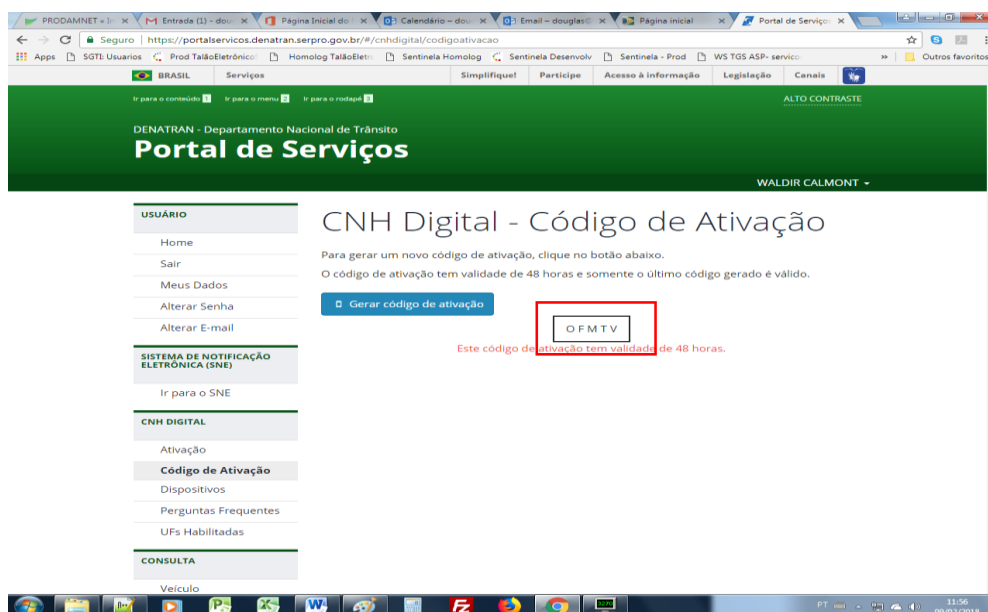 PRODAMNET « In
Entrada (1) - dou
Página Inicial do
Calendário - dou
Email - douglas@
Página inicial
Portal de Serviço
Seguro | https://portalservicos.denatran.serpro.gov.br/#/cnhdigital/codigoativacao
Apps SGTI: Usuarios Prod TalãoEletrônico Homolog TalãoEletr Sentinela Homolog Sentinela Desenvolv Sentinela - Prod WS TGS ASP- servico » Outros favoritos
BRASIL Serviços Simplifique! Participe Acesso à informação Legislação Canais
Ir para o conteúdo 1 Ir para o menu 2 Ir para o rodapé 3 ALTO CONTRASTE
DENATRAN - Departamento Nacional de Trânsito
Portal de Serviços
WALDIR CALMONT
USUÁRIO
Home
Sair
Meus Dados
Alterar Senha
Alterar E-mail
SISTEMA DE NOTIFICAÇÃO
ELETRÔNICA (SNE)
Ir para o SNE
CNH DIGITAL
Ativação
Código de Ativação
Dispositivos
Perguntas Frequentes
UFs Habilitadas
CONSULTA
Veículo
CNH Digital - Código de Ativação
Para gerar um novo código de ativação, clique no botão abaixo.
O código de ativação tem validade de 48 horas e somente o último código gerado é válido.
Gerar código de ativação
O F M T V
Este código de ativação tem validade de 48 horas.
PT
11:56